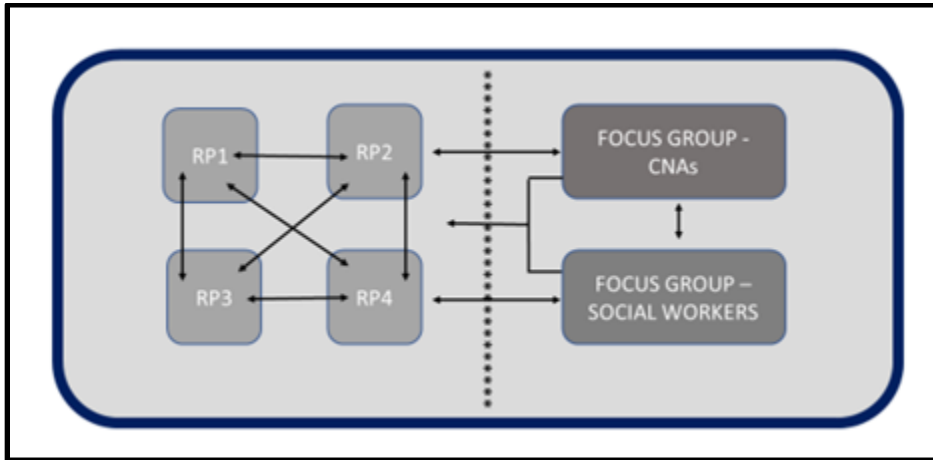 RP1
RP2
FOCUS GROUP -
CNAs
RP3
RP4
FOCUS GROUP –
SOCIAL WORKERS